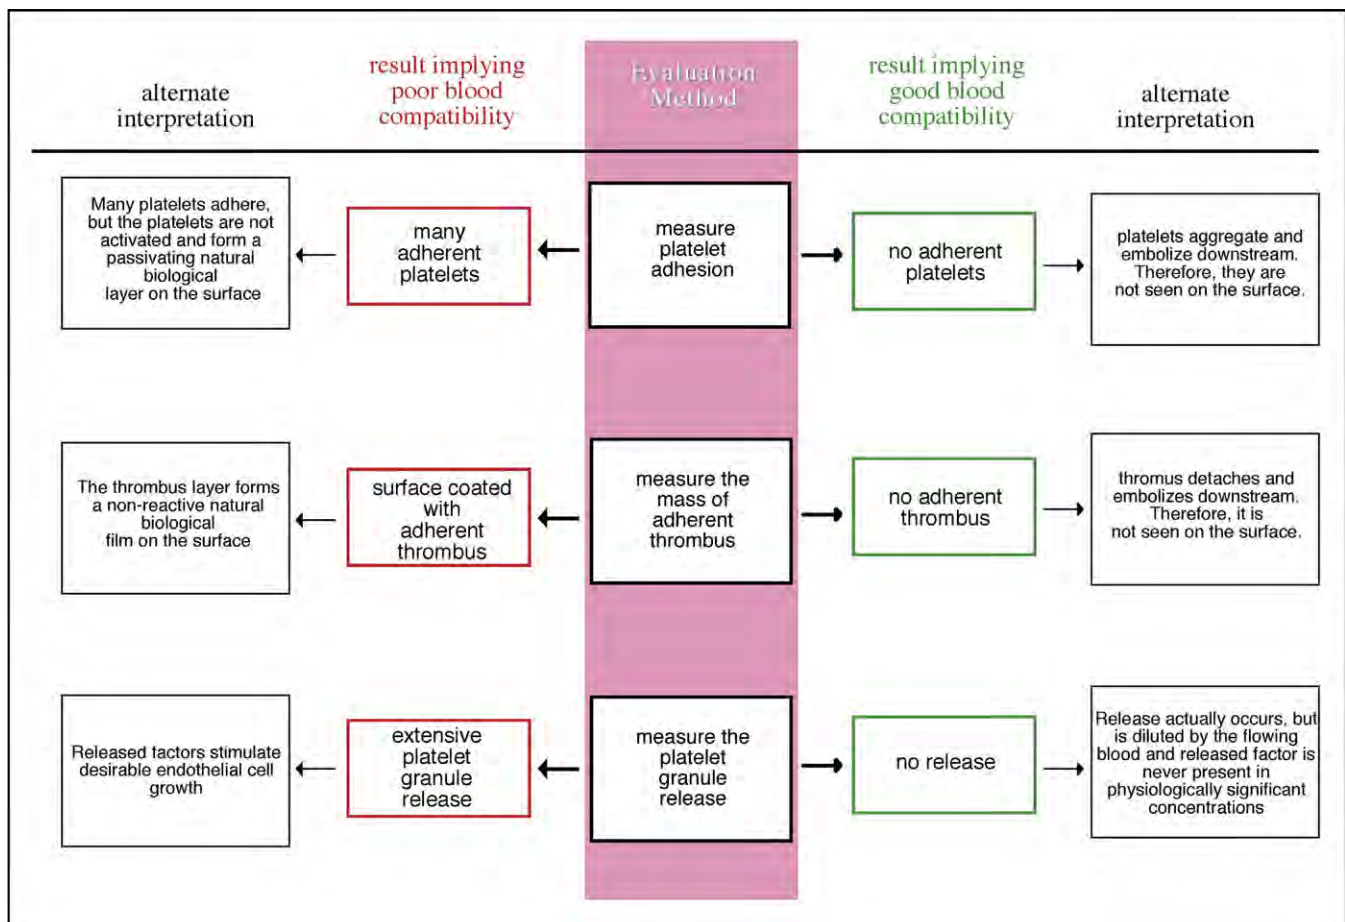 alternate
interpretation
result implying
poor blood
compatibility
Evaluation
Method
result implying
good blood
compatibility
alternate
interpretation
Many platelets adhere,
but the platelets are not
activated and form a
passivating natural
biological
layer on the surface
many
adherent
platelets
measure
platelet
adhesion
no adherent
platelets
platelets aggregate and
embolize downstream.
Therefore, they are
not seen on the surface.
The thrombus layer forms
a non-reactive natural
biological
film on the surface
surface coated
with
adherent
thrombus
measure the
mass of
adherent
thrombus
no adherent
thrombus
thromus detaches and
embolizes downstream.
Therefore, it is
not seen on the surface.
Released factors stimulate
desirable endothelial cell
growth
extensive
platelet
granule
release
measure the
platelet
granule
release
no release
Release actually occurs, but
is diluted by the flowing
blood and released factor is
never present in
physiologically significant
concentrations